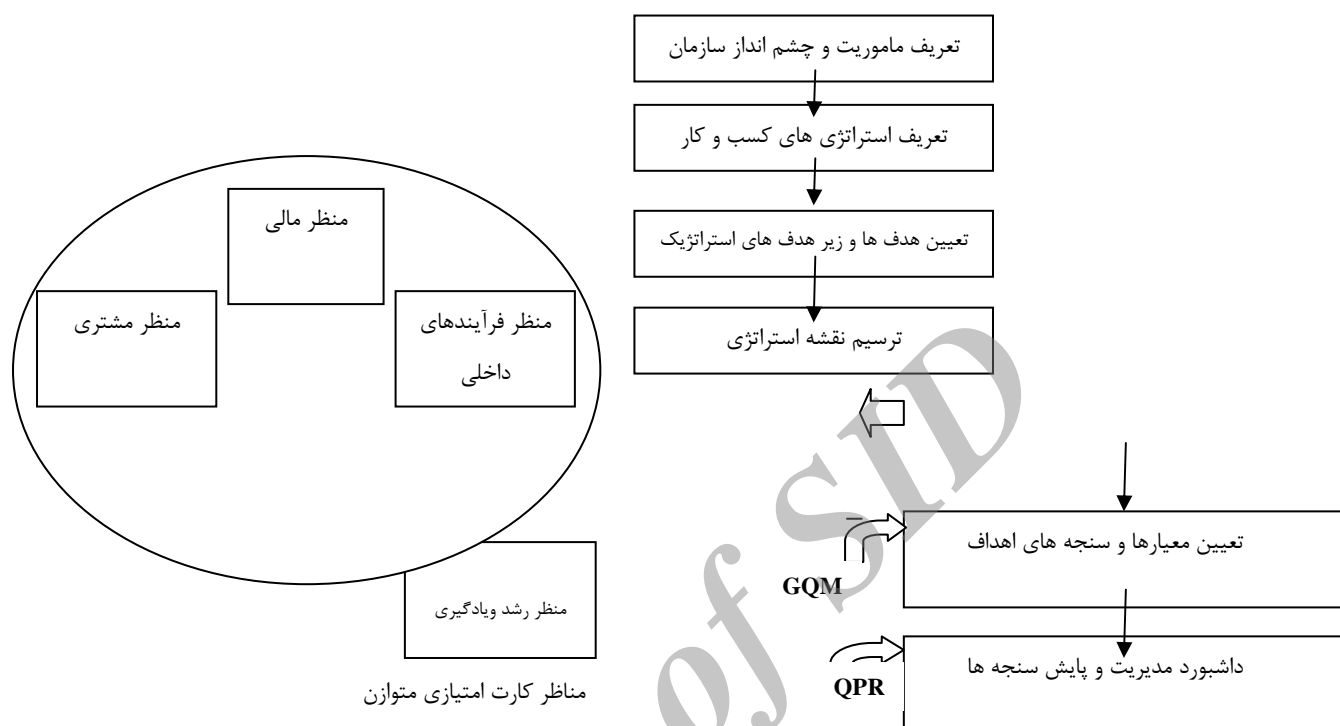 تعریف ماموریت و چشم انداز سازمان
تعریف استراتژی های کسب و کار
تعیین هدف ها و زیر هدف های استراتژیک
ترسیم نقشه استراتژی
منظر مالی
منظر فرآیندهای
داخلی
منظر مشتری
منظر رشد ویادگیری
مناظر کارت امتیازی متوازن
تعیین معیارها و سنجه های اهداف
GQM
داشبورد مدیریت و پایش سنجه ها
QPR
of SID